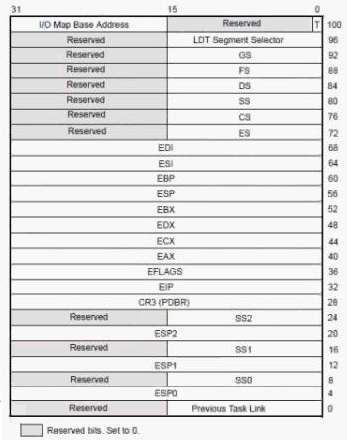 31 15 0
I/O Map Base Address Reserved T 100
Reserved LDT Segment Selector 96
Reserved GS 92
Reserved FS 88
Reserved DS 84
Reserved SS 80
Reserved CS 76
Reserved ES 72
EDI 68
ESI 64
EBP 60
ESP 56
EBX 52
EDX 48
ECX 44
EAX 40
EFLAGS 36
EIP 32
CR3 (PDBR) 28
Reserved SS2 24
ESP2 20
Reserved SS1 16
ESP1 12
Reserved SS0 8
ESP0 4
Reserved Previous Task Link 0
Reserved bits. Set to 0.